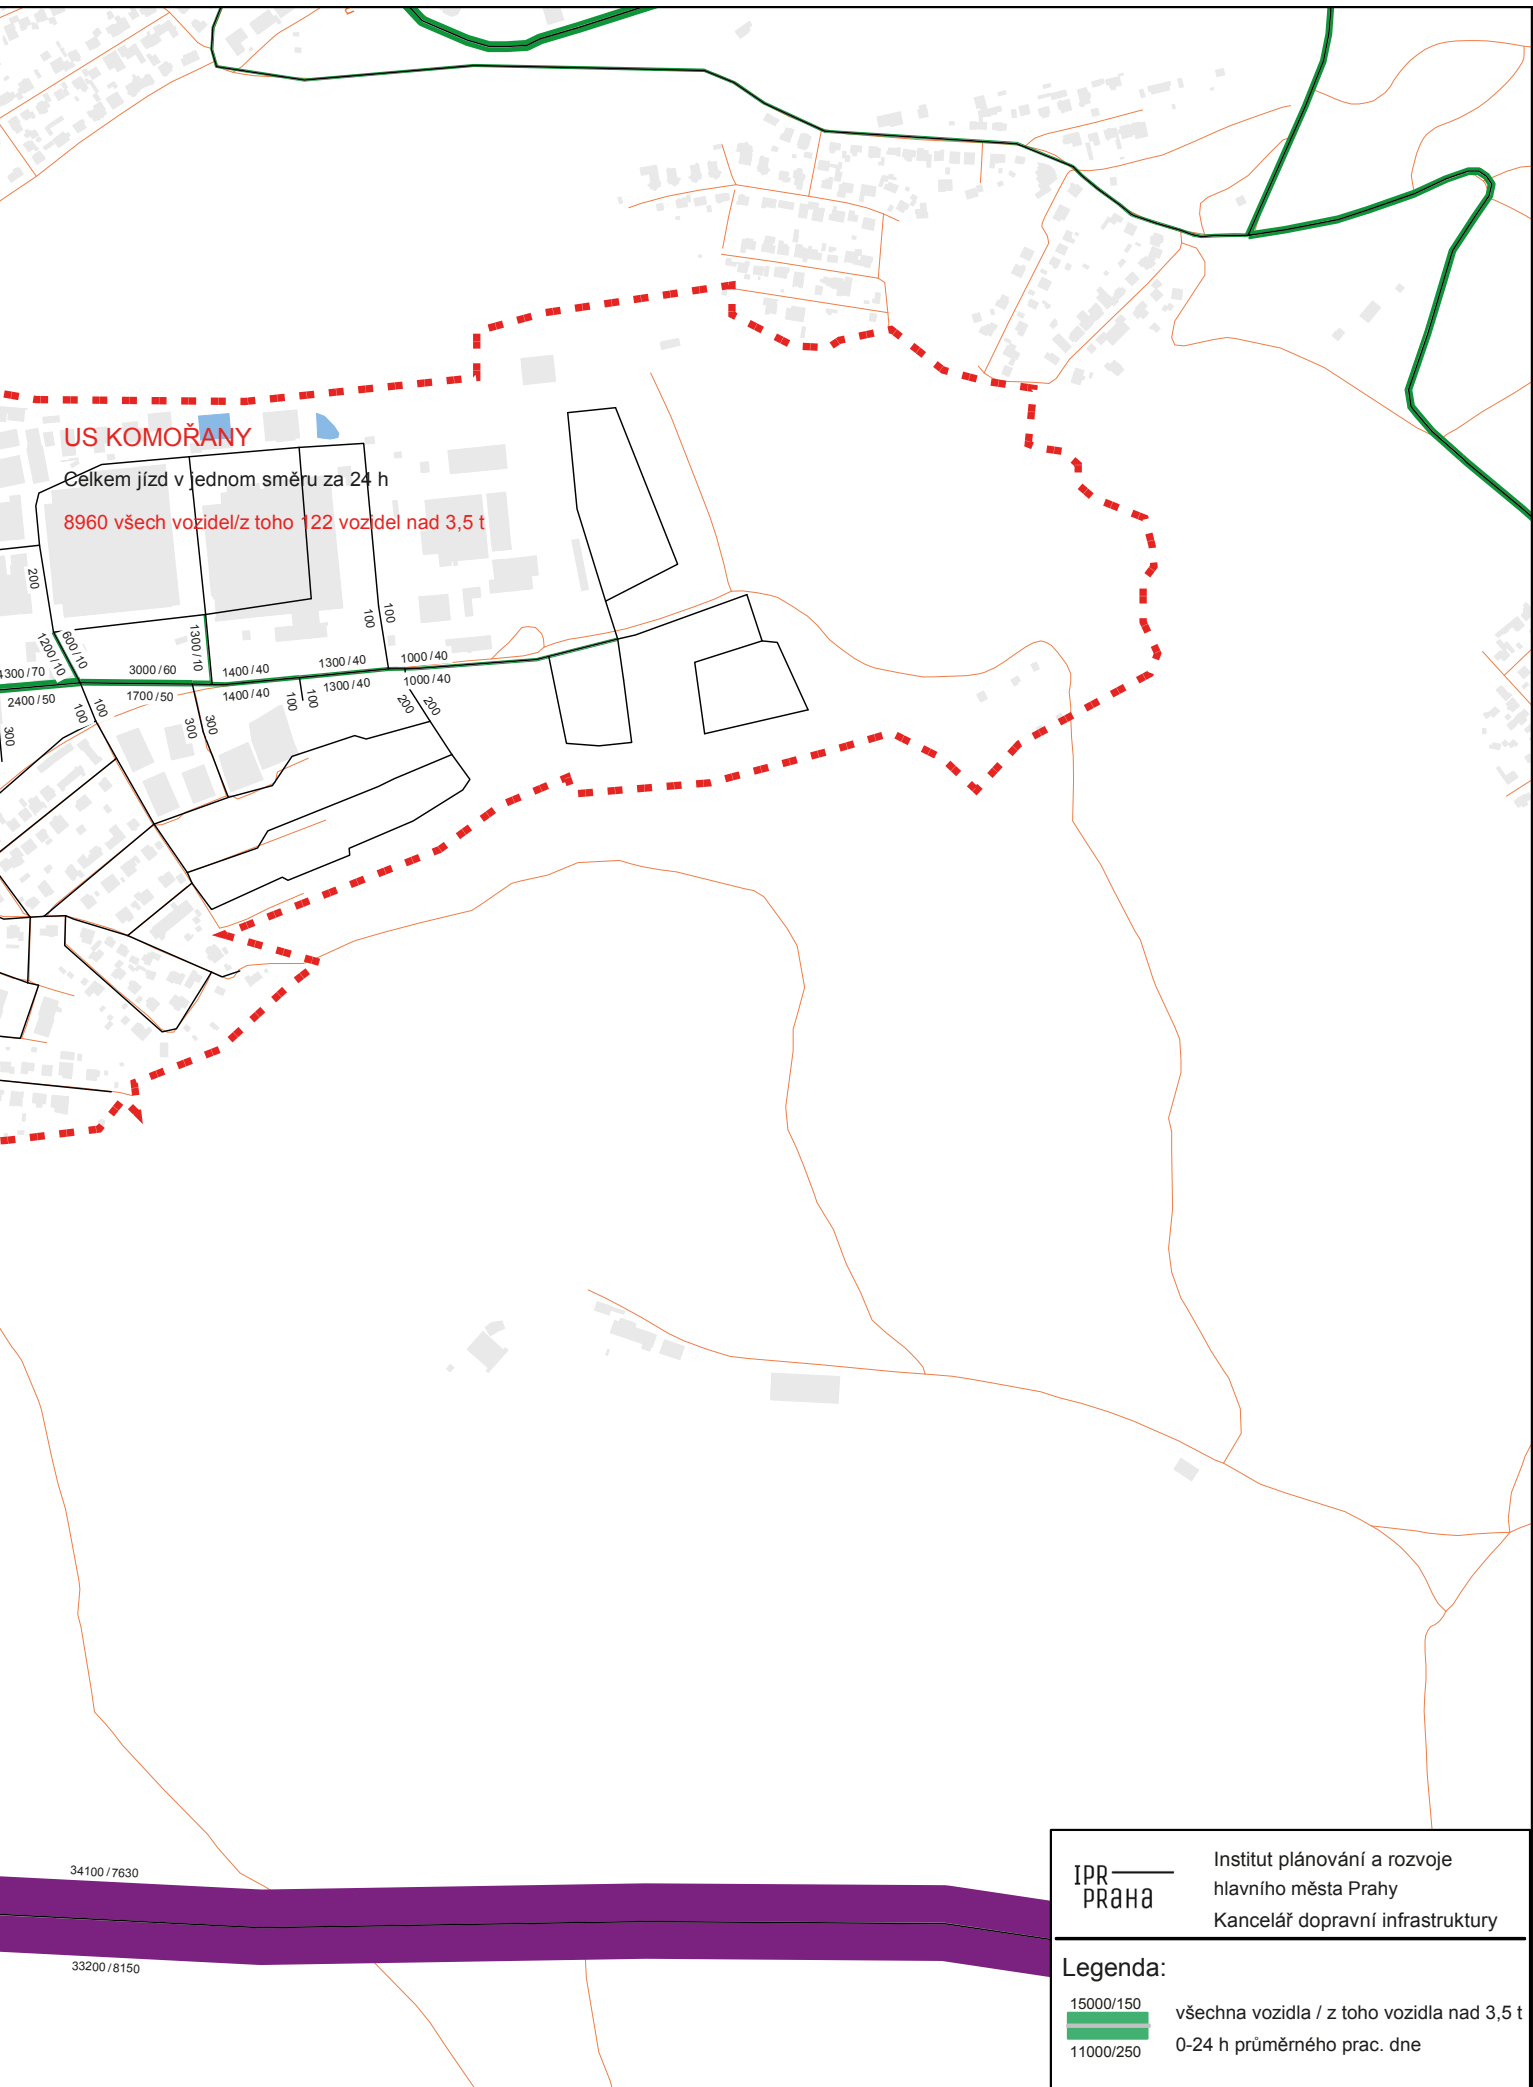 US KOMOŘANY
Celkem jízd v jednom směru za 24 h
8960 všech vozidel/z toho 122 vozidel nad 3,5 t
200
1200/10
600/10
1300/10
100
100
4300/70
3000/60
1400/40
1300/40
1000/40
2400/50
1700/50
1400/40
1300/40
1000/40
300
100
100
300
300
100
100
200
200
34100/7630
33200/8150
IPR
PRAHA
Institut plánování a rozvoje
hlavního města Prahy
Kancelář dopravní infrastruktury
Legenda:
15000/150
11000/250
všechna vozidla / z toho vozidla nad 3,5 t
0-24 h průměrného prac. dne